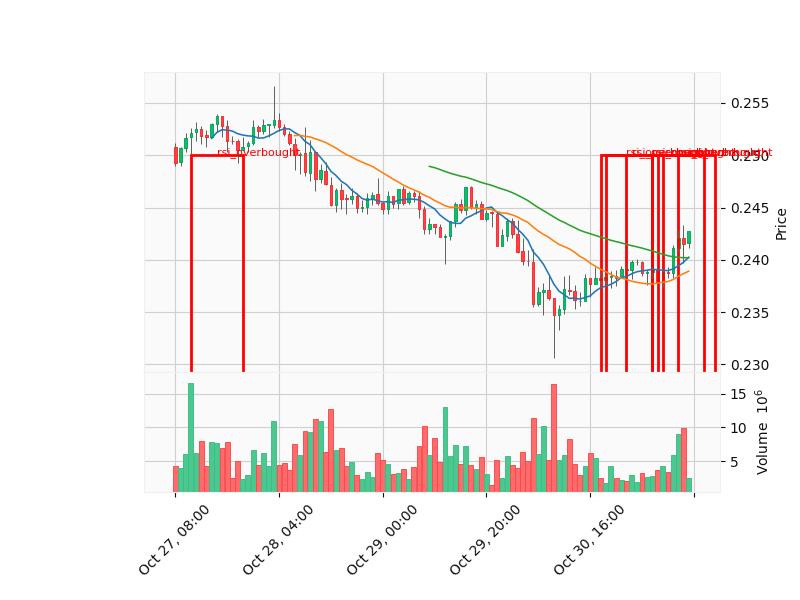 0.255
0.250
0.245
0.240
0.235
0.230
Price
rsi_overbought
15
10
5
Volume 10⁶
Oct 27, 08:00
Oct 28, 04:00
Oct 29, 00:00
Oct 29, 20:00
Oct 30, 16:00